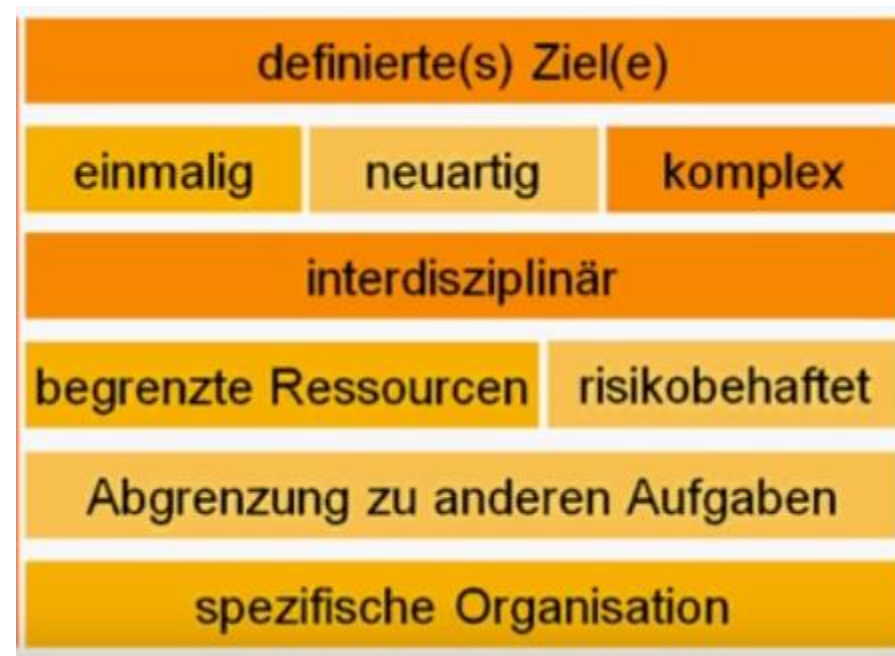 definierte(s) Ziel(e)
einmalig neuartig komplex
interdisziplinär
begrenzte Ressourcen risikobehaftet
Abgrenzung zu anderen Aufgaben
spezifische Organisation